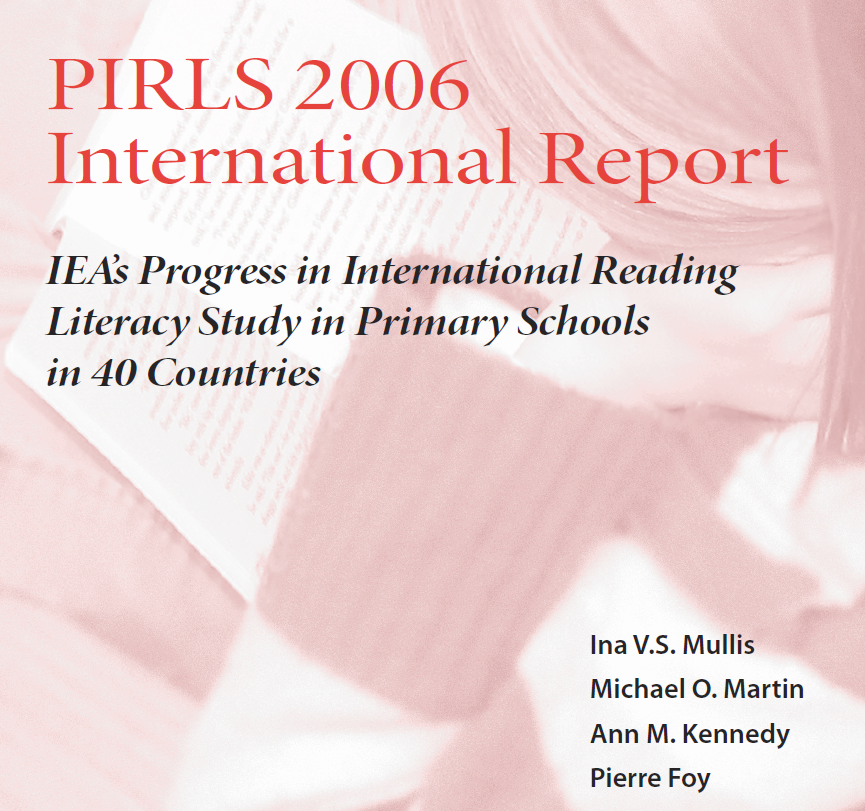 PIRLS 2006
International Report
IEA's Progress in International Reading
Literacy Study in Primary Schools
in 40 Countries
Ina V.S. Mullis
Michael O. Martin
Ann M. Kennedy
Pierre Foy